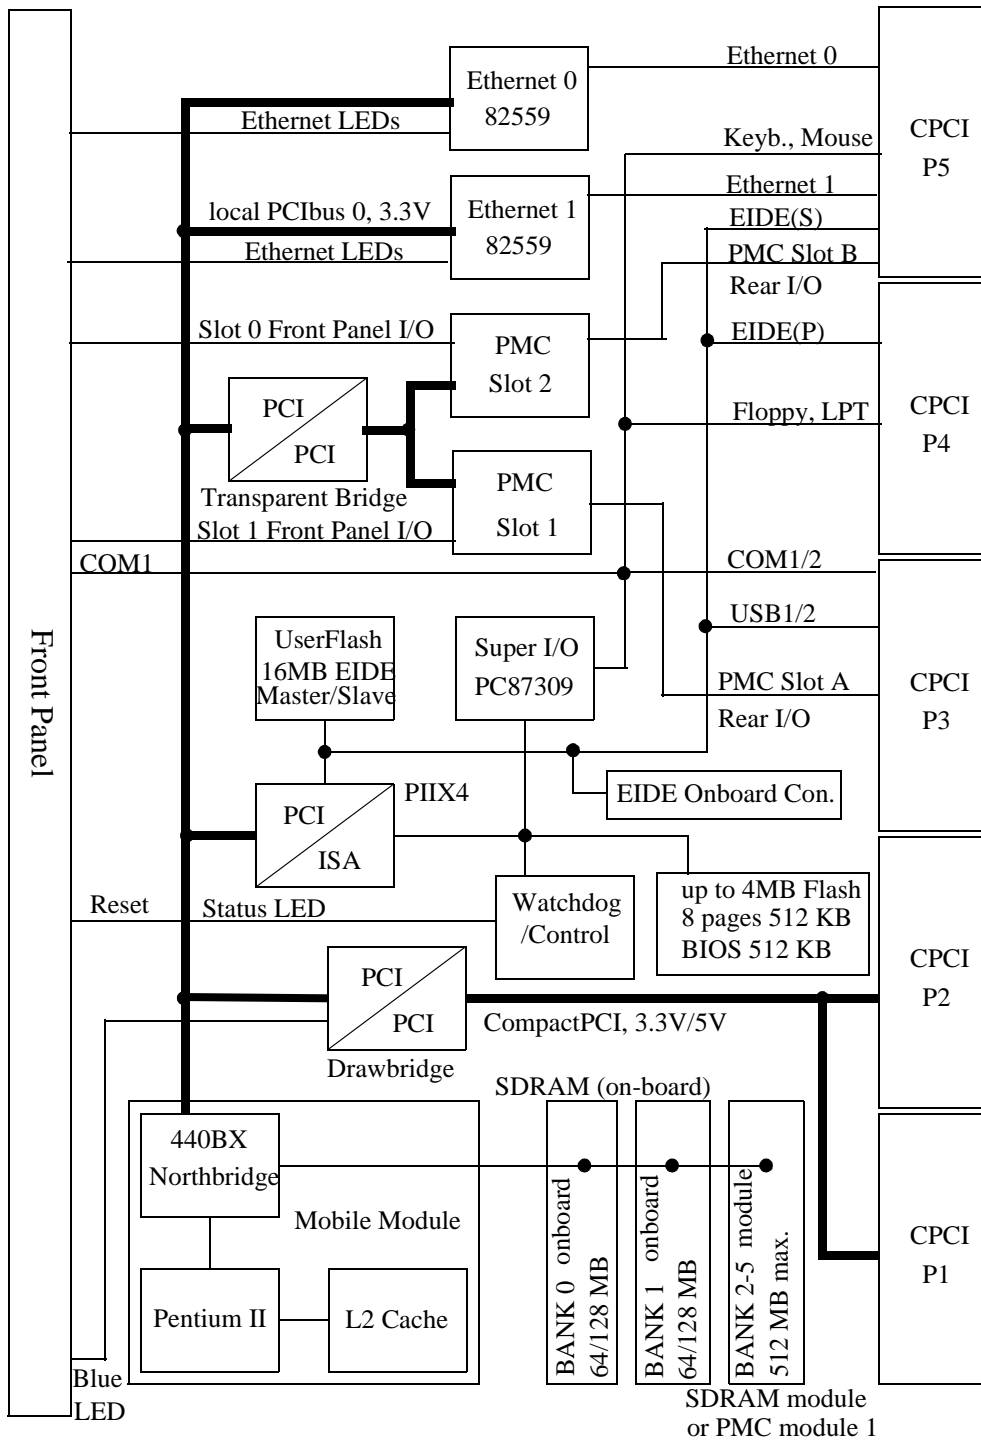 Ethernet 0
82559
Ethernet 0
CPCI
P5
Ethernet LEDs
Keyb., Mouse
Ethernet 1
82559
Ethernet 1
local PCIbus 0, 3.3V
EIDE(S)
Ethernet LEDs
PMC Slot B
Rear I/O
Slot 0 Front Panel I/O
PMC
Slot 2
EIDE(P)
PCI
PCI
Transparent Bridge
Floppy, LPT
CPCI
P4
PMC
Slot 1
Slot 1 Front Panel I/O
COM1
COM1/2
Front Panel
UserFlash
16MB EIDE
Master/Slave
Super I/O
PC87309
USB1/2
PMC Slot A
Rear I/O
CPCI
P3
PCI
ISA
PIIX4
EIDE Onboard Con.
Reset
Status LED
Watchdog
/Control
up to 4MB Flash
8 pages 512 KB
BIOS 512 KB
CPCI
P2
PCI
PCI
Drawbridge
CompactPCI, 3.3V/5V
SDRAM (on-board)
440BX
Northbridge
Mobile Module
Pentium II
L2 Cache
BANK 0 onboard
64/128 MB
BANK 1 onboard
64/128 MB
BANK 2-5 module
512 MB max.
CPCI
P1
Blue
LED
SDRAM module
or PMC module 1